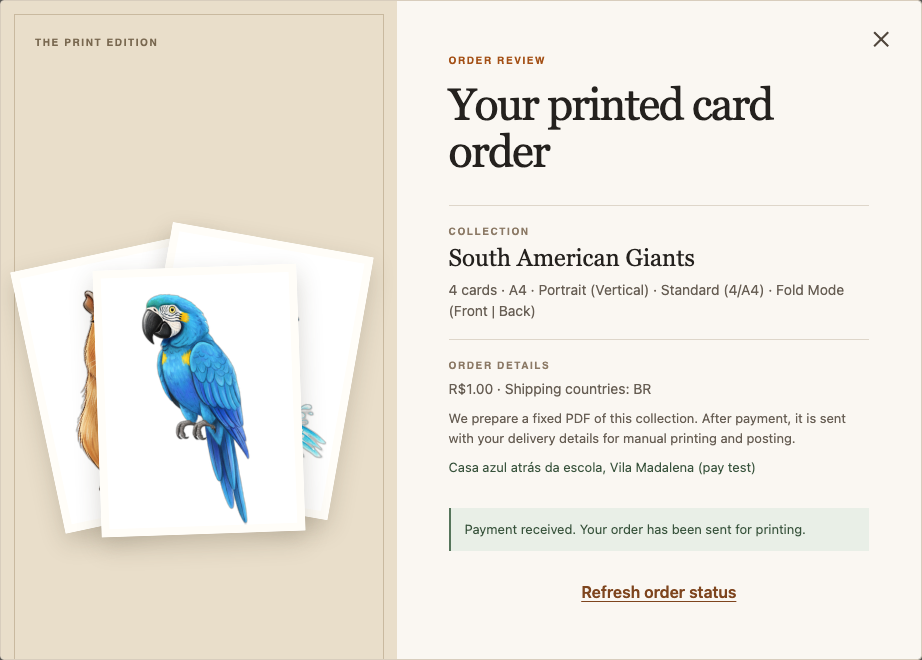 THE PRINT EDITION
ORDER REVIEW
Your printed card
order
COLLECTION
South American Giants
4 cards · A4 · Portrait (Vertical) · Standard (4/A4) · Fold Mode
(Front | Back)
ORDER DETAILS
R$1.00 · Shipping countries: BR
We prepare a fixed PDF of this collection. After payment, it is sent
with your delivery details for manual printing and posting.
Casa azul atrás da escola, Vila Madalena (pay test)
Payment received. Your order has been sent for printing.
Refresh order status